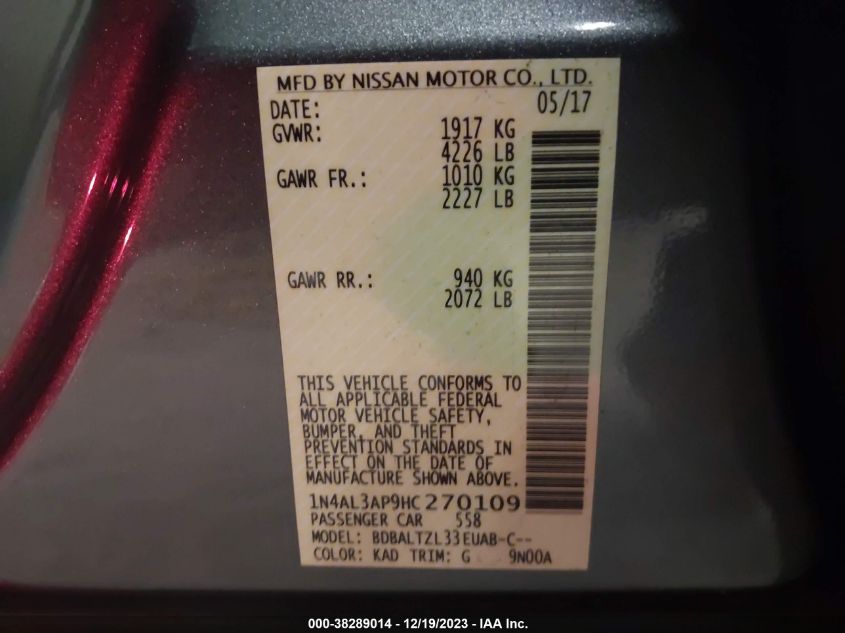 MFD BY NISSAN MOTOR CO., LTD.
DATE: 05/17
GVWR: 1917 KG
4226 LB
GAWR FR.: 1010 KG
2227 LB
GAWR RR.: 940 KG
2072 LB
THIS VEHICLE CONFORMS TO
ALL APPLICABLE FEDERAL
MOTOR VEHICLE SAFETY,
BUMPER, AND THEFT
PREVENTION STANDARDS IN
EFFECT ON THE DATE OF
MANUFACTURE SHOWN ABOVE.
1N4AL3AP9HC270109
PASSENGER CAR 558
MODEL: BDBALTZL33EUAB-C--
COLOR: KAD TRIM: G 9N00A
000-38289014 - 12/19/2023 - IAA Inc.